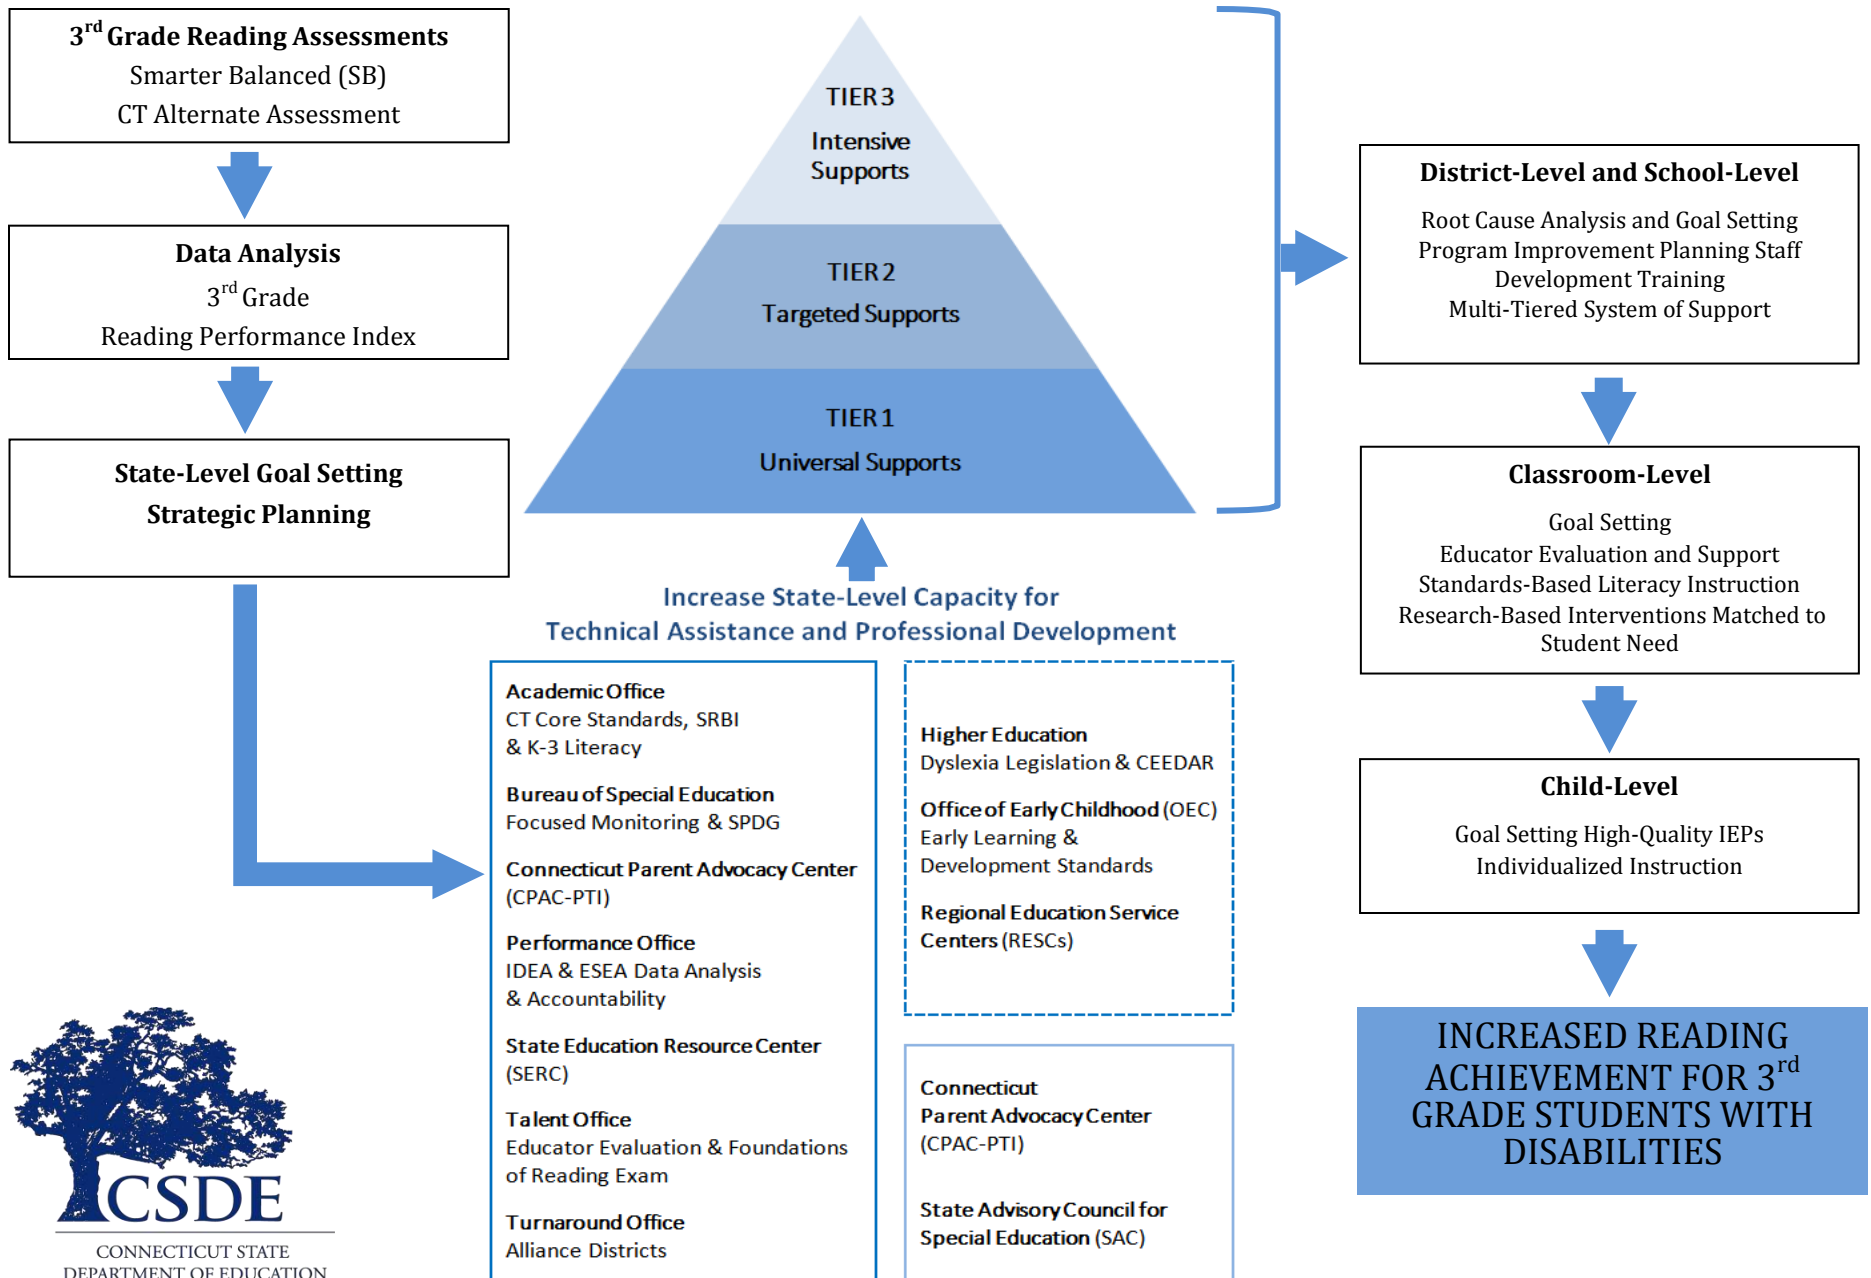 3rd Grade Reading Assessments
Smarter Balanced (SB)
CT Alternate Assessment
Data Analysis
3rd Grade
Reading Performance Index
State-Level Goal Setting
Strategic Planning
TIER 3
Intensive
Supports
TIER 2
Targeted Supports
TIER 1
Universal Supports
Increase State-Level Capacity for
Technical Assistance and Professional Development
Academic Office
CT Core Standards, SRBI
& K-3 Literacy
Bureau of Special Education
Focused Monitoring & SPDG
Connecticut Parent Advocacy Center
(CPAC-PTI)
Performance Office
IDEA & ESEA Data Analysis
& Accountability
State Education Resource Center
(SERC)
Talent Office
Educator Evaluation & Foundations
of Reading Exam
Turnaround Office
Alliance Districts
Higher Education
Dyslexia Legislation & CEEDAR
Office of Early Childhood (OEC)
Early Learning &
Development Standards
Regional Education Service
Centers (RESCs)
Connecticut
Parent Advocacy Center
(CPAC-PTI)
State Advisory Council for
Special Education (SAC)
District-Level and School-Level
Root Cause Analysis and Goal Setting
Program Improvement Planning Staff
Development Training
Multi-Tiered System of Support
Classroom-Level
Goal Setting
Educator Evaluation and Support
Standards-Based Literacy Instruction
Research-Based Interventions Matched to
Student Need
Child-Level
Goal Setting High-Quality IEPs
Individualized Instruction
INCREASED READING
ACHIEVEMENT FOR 3rd
GRADE STUDENTS WITH
DISABILITIES
CSDE
CONNECTICUT STATE
DEPARTMENT OF EDUCATION